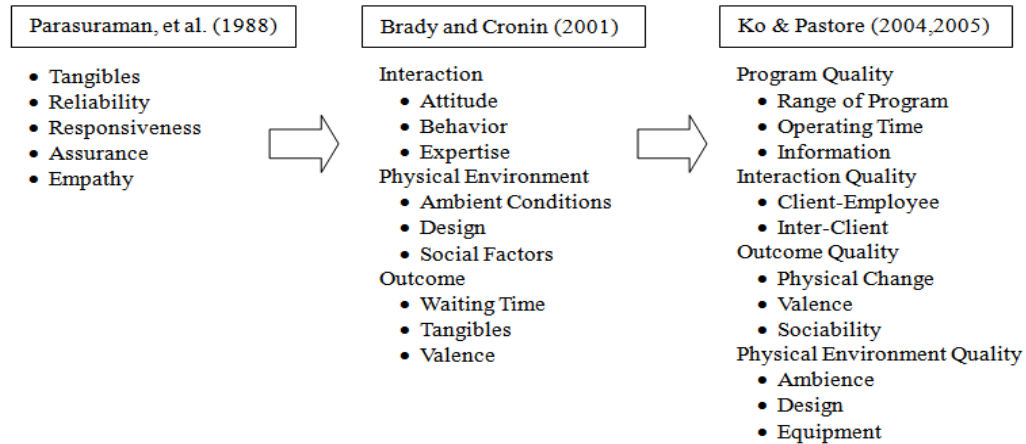 Parasuraman, et al. (1988)
• Tangibles
• Reliability
• Responsiveness
• Assurance
• Empathy
Brady and Cronin (2001)
Interaction
• Attitude
• Behavior
• Expertise
Physical Environment
• Ambient Conditions
• Design
• Social Factors
Outcome
• Waiting Time
• Tangibles
• Valence
Ko & Pastore (2004,2005)
Program Quality
• Range of Program
• Operating Time
• Information
Interaction Quality
• Client-Employee
• Inter-Client
Outcome Quality
• Physical Change
• Valence
• Sociability
Physical Environment Quality
• Ambience
• Design
• Equipment